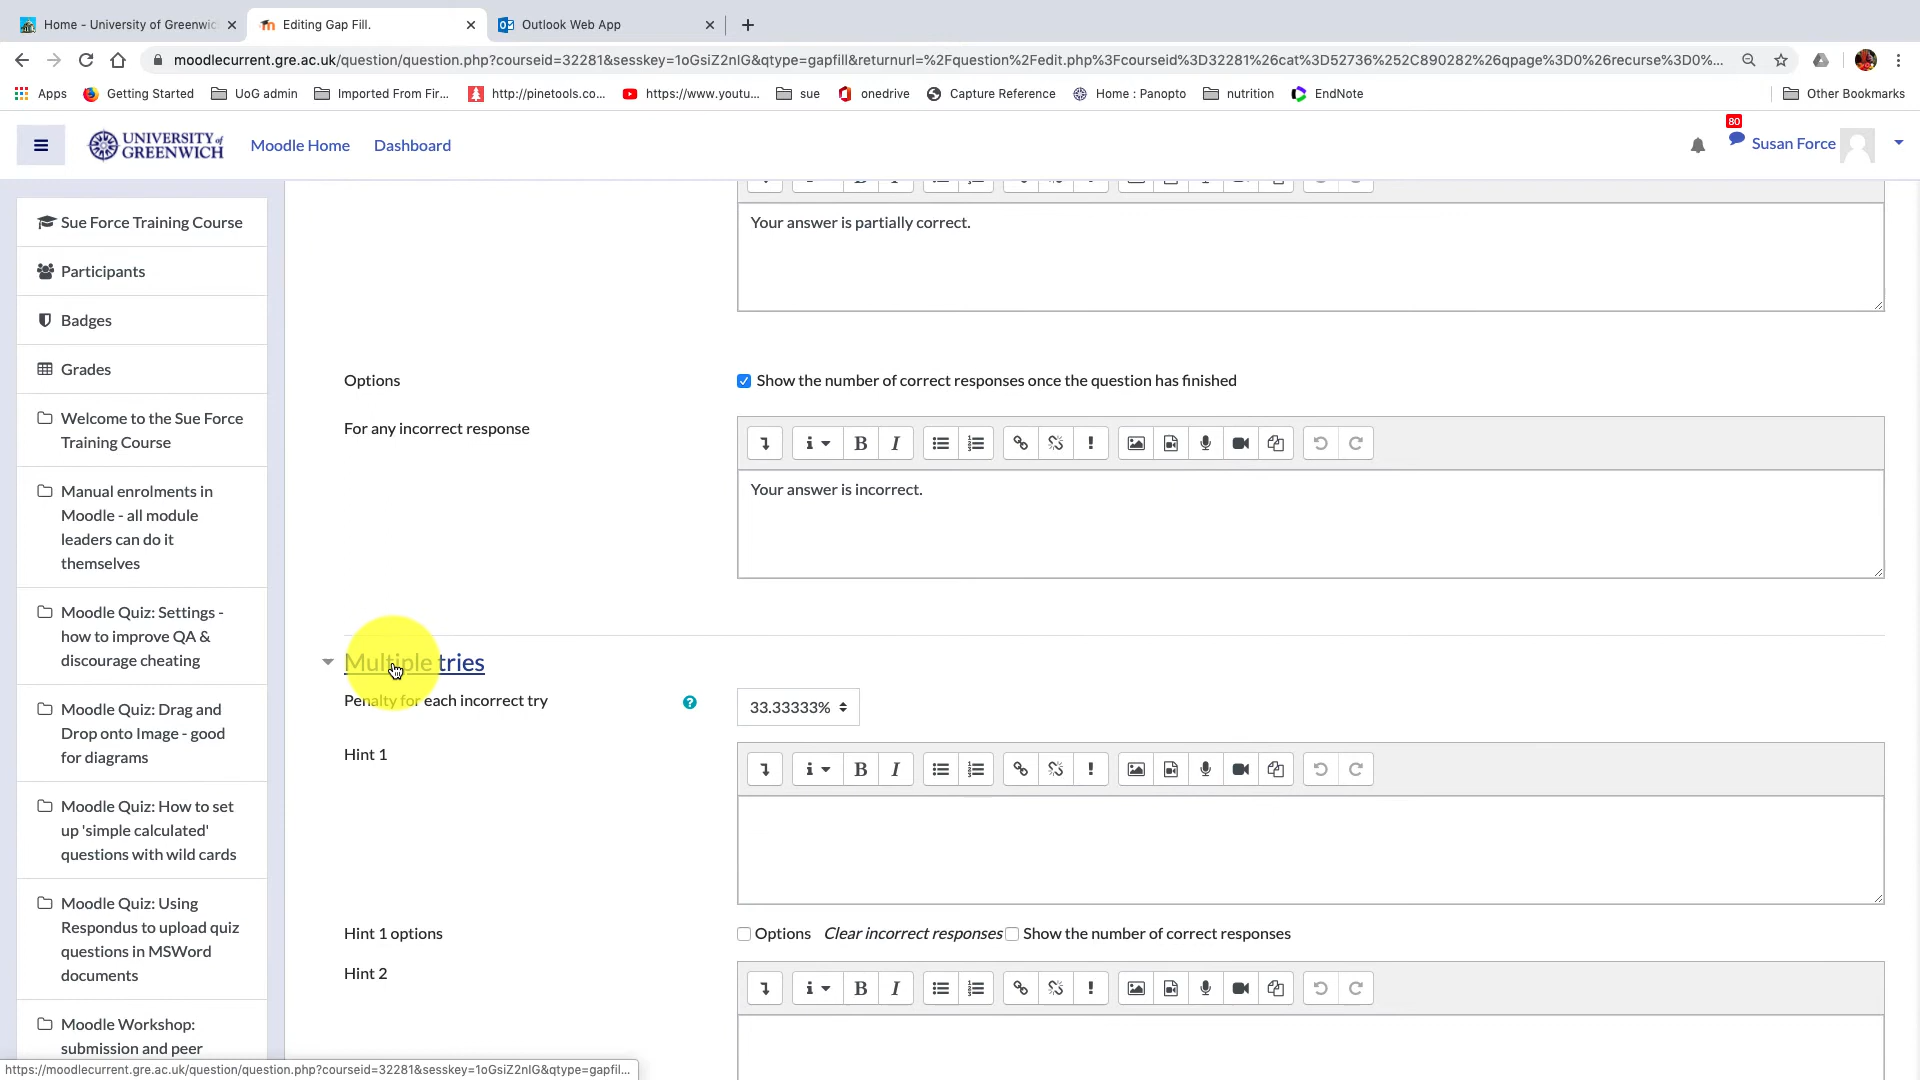 Home - University of Greenwic
Editing Gap Fill.
Outlook Web App
moodlecurrent.gre.ac.uk/question/question.php?courseid=32281&sesskey=1oGsiZ2nIG&qtype=gapfill&returnurl=%2Fquestion%2Fedit.php%3Fcourseid%3D32281%26cat%3D52736%252C890282%26qpage%3D0%26recurse%3D0%...
Apps
Getting Started
UoG admin
Imported From Fir...
http://pinetools.co...
https://www.youtu...
sue
onedrive
Capture Reference
Home : Panopto
nutrition
EndNote
Other Bookmarks
UNIVERSITY of
GREENWICH
Moodle Home
Dashboard
80
Susan Force
Sue Force Training Course
Participants
Badges
Grades
Welcome to the Sue Force
Training Course
Manual enrolments in
Moodle - all module
leaders can do it
themselves
Moodle Quiz: Settings -
how to improve QA &
discourage cheating
Moodle Quiz: Drag and
Drop onto Image - good
for diagrams
Moodle Quiz: How to set
up 'simple calculated'
questions with wild cards
Moodle Quiz: Using
Respondus to upload quiz
questions in MSWord
documents
Moodle Workshop:
submission and peer
Your answer is partially correct.
Options
Show the number of correct responses once the question has finished
For any incorrect response
B I
Your answer is incorrect.
Multiple tries
Penalty for each incorrect try
33.33333%
Hint 1
B I
Hint 1 options
Options Clear incorrect responses Show the number of correct responses
Hint 2
B I
https://moodlecurrent.gre.ac.uk/question/question.php?courseid=32281&sesskey=1oGsiZ2nIG&qtype=gapfil...